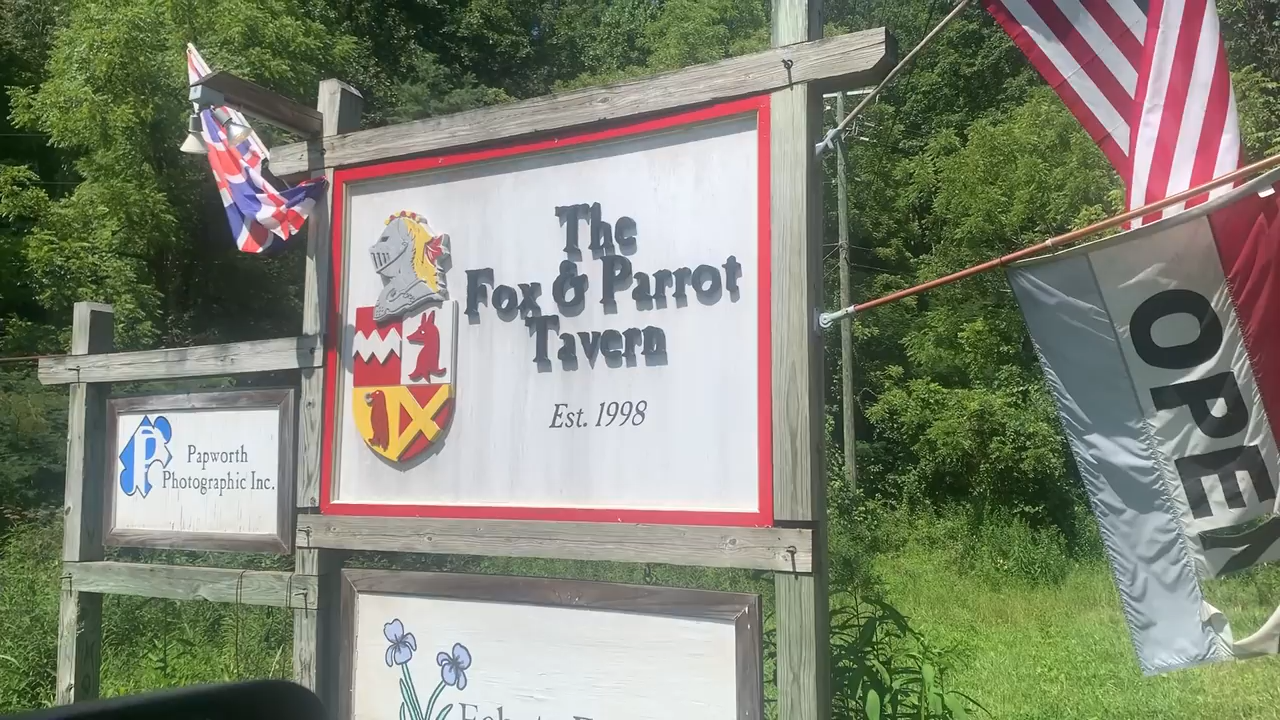 The
Fox & Parrot
Tavern
Est. 1998
P
Papworth
Photographic Inc.
OPEN